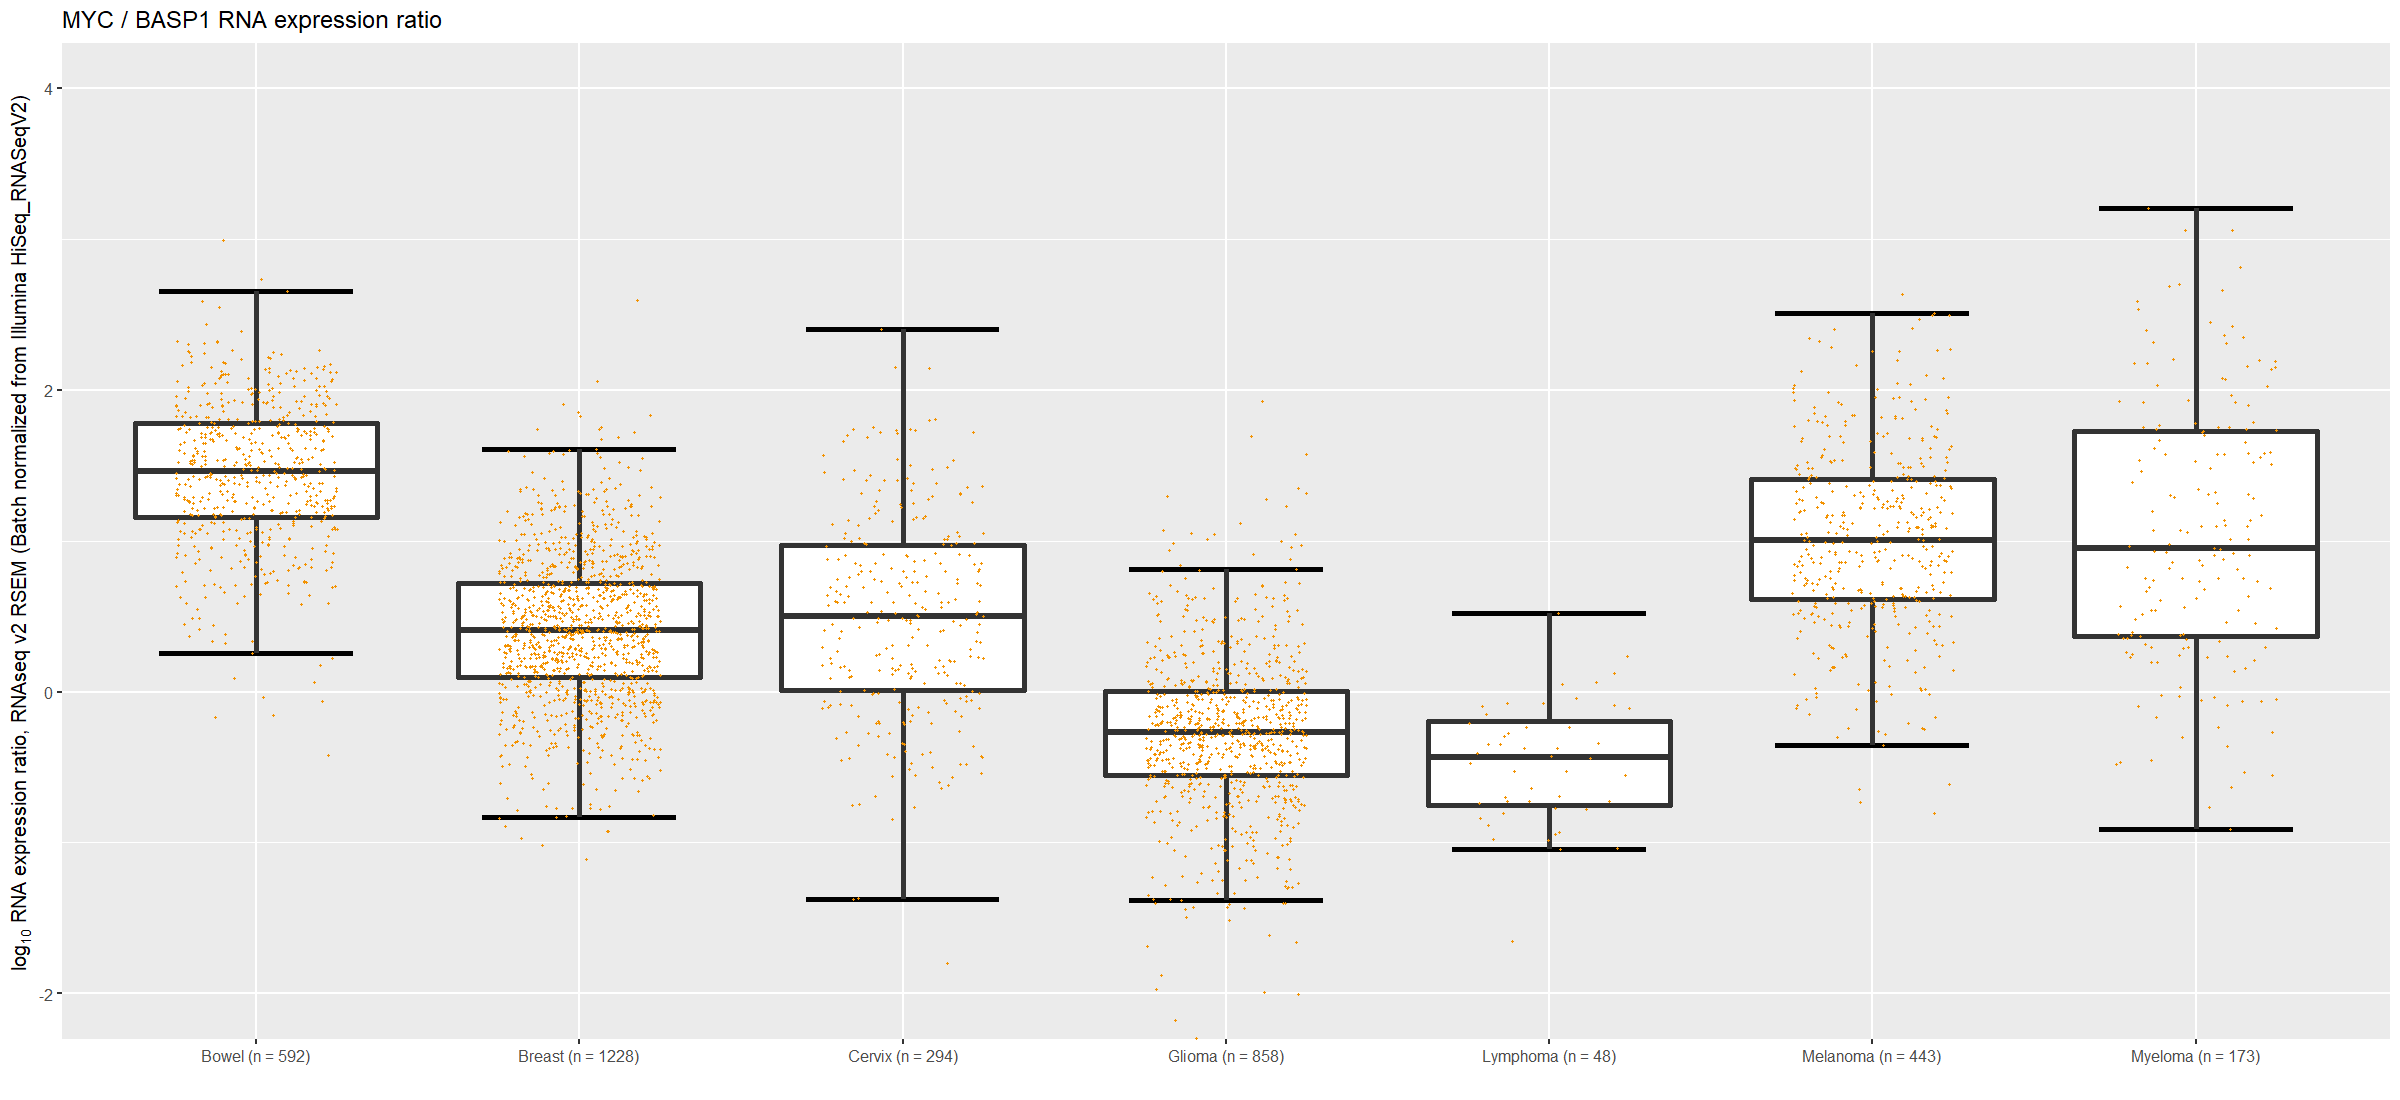 MYC / BASP1 RNA expression ratio
log10 RNA expression ratio, RNAseq v2 RSEM (Batch normalized from Illumina HiSeq_RNASeqV2)
4
2
0
-2
Bowel (n = 592)
Breast (n = 1228)
Cervix (n = 294)
Glioma (n = 858)
Lymphoma (n = 48)
Melanoma (n = 443)
Myeloma (n = 173)